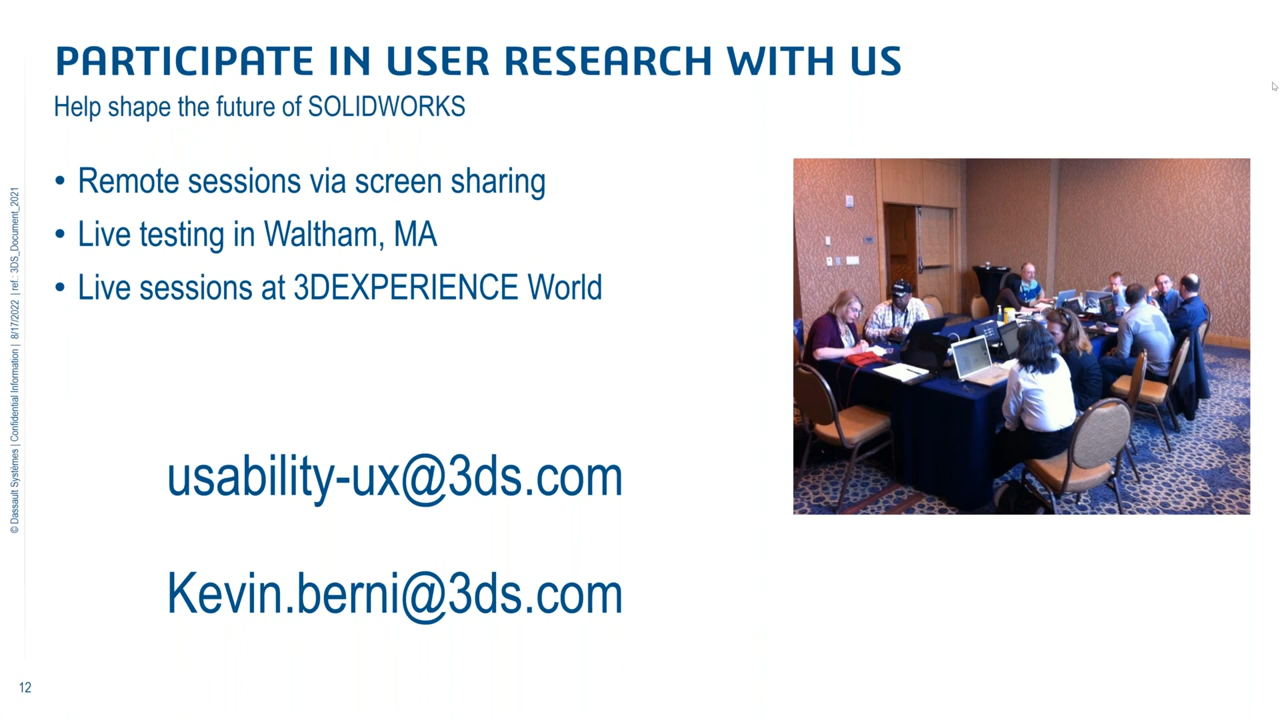 PARTICIPATE IN USER RESEARCH WITH US
Help shape the future of SOLIDWORKS
• Remote sessions via screen sharing
• Live testing in Waltham, MA
• Live sessions at 3DEXPERIENCE World
usability-ux@3ds.com
Kevin.berni@3ds.com
© Dassault Systèmes | Confidential Information | 8/17/2022 | ref.: 3DS_Document_2021
12